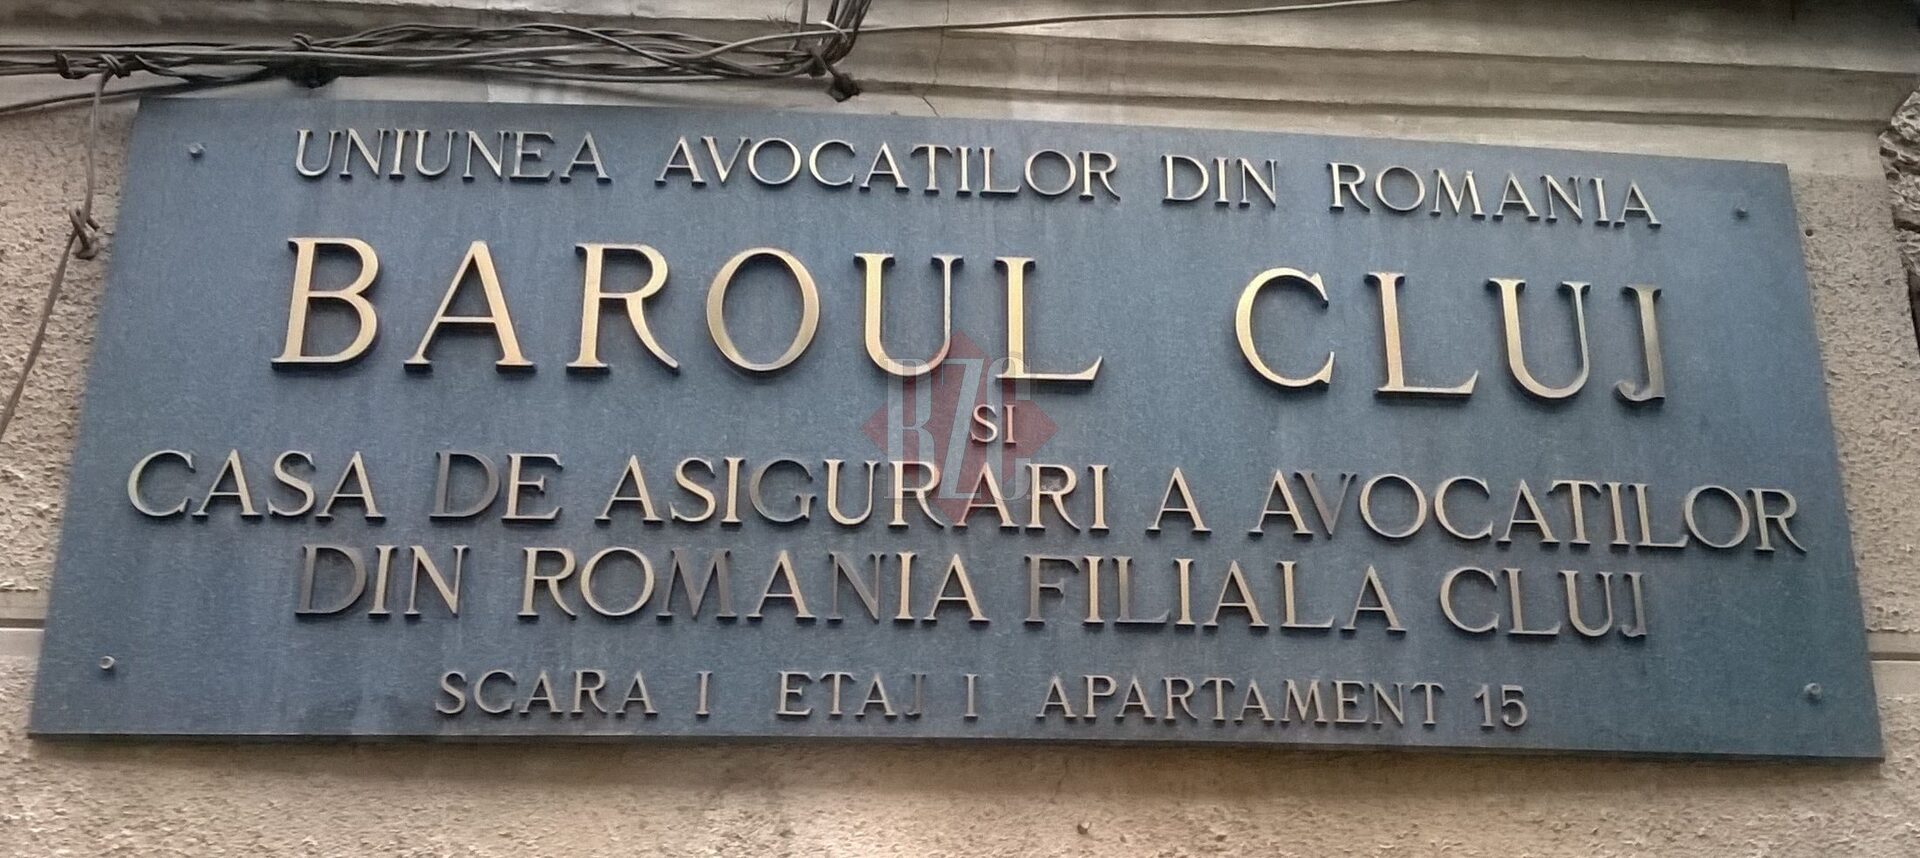 UNIUNEA AVOCATILOR DIN ROMANIA
BAROUL CLUJ
SI
CASA DE ASIGURARI A AVOCATILOR
DIN ROMANIA FILIALA CLUJ
SCARA I ETAJ I APARTAMENT 15
BZC